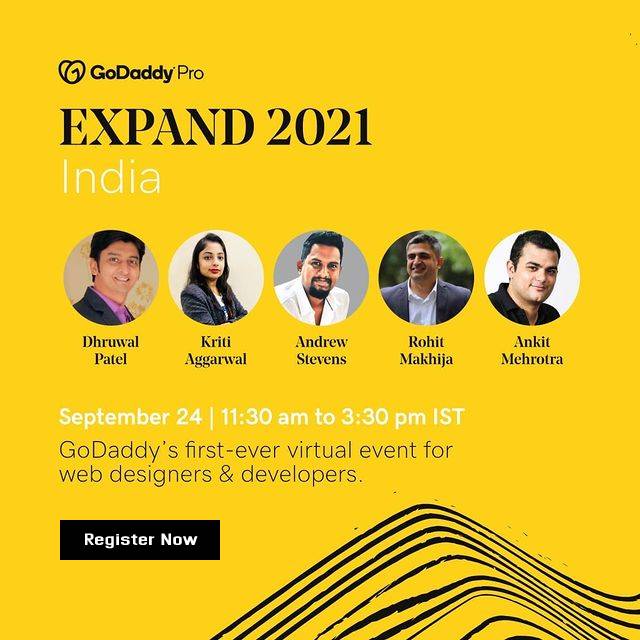 GoDaddy Pro
EXPAND 2021
India
Dhruwal
Patel
Kriti
Aggarwal
Andrew
Stevens
Rohit
Makhija
Ankit
Mehrotra
September 24 | 11:30 am to 3:30 pm IST
GoDaddy's first-ever virtual event for
web designers & developers.
Register Now